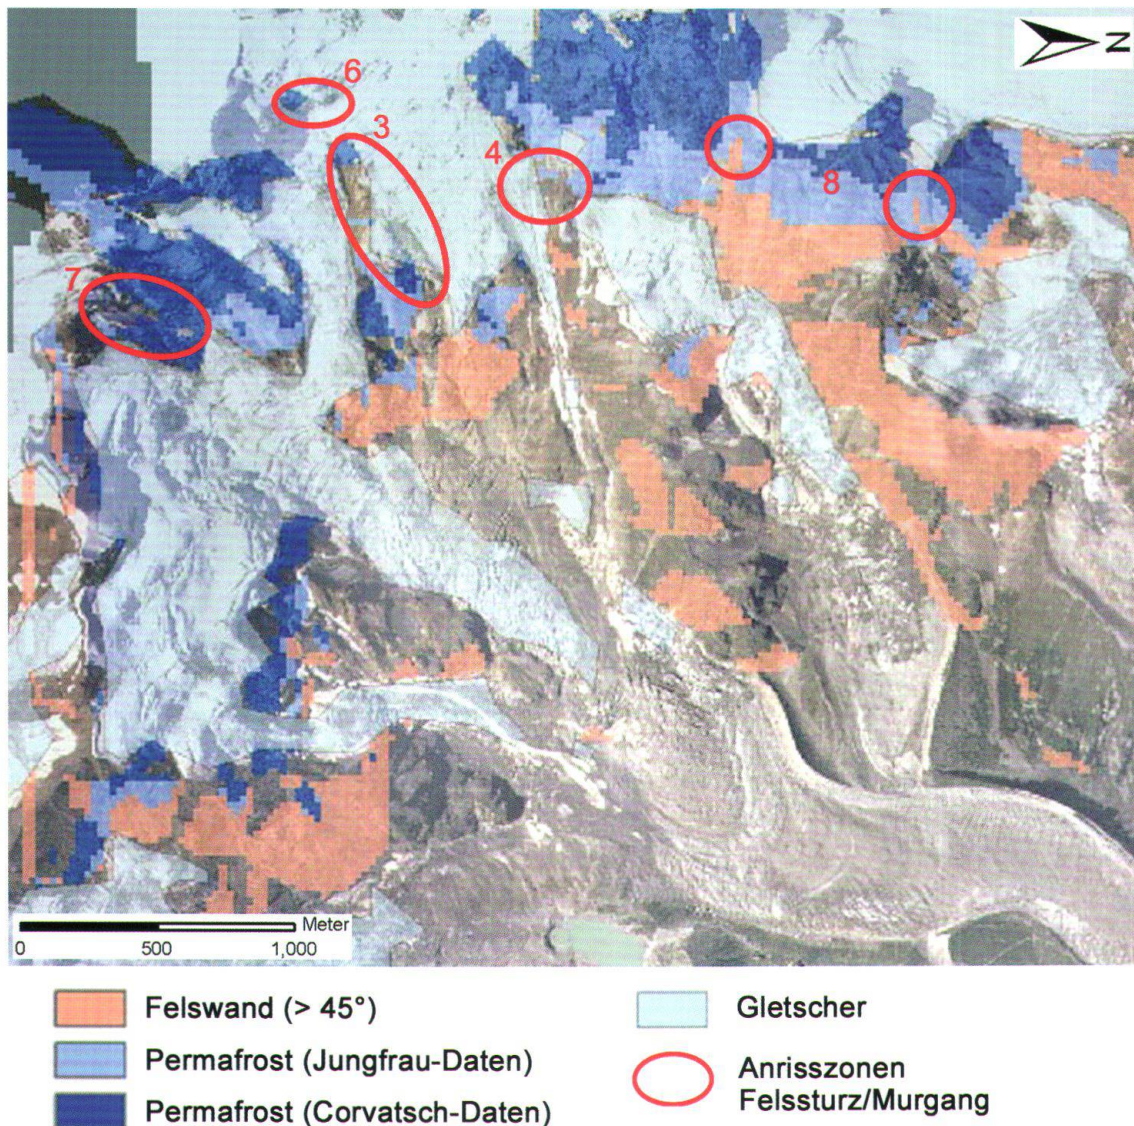 N
6
3
4
8
7
Meter
0 500 1,000
Felswand (> 45°)
Permafrost (Jungfrau-Daten)
Permafrost (Corvatsch-Daten)
Gletscher
Anrisszonen
Felssturz/Murgang